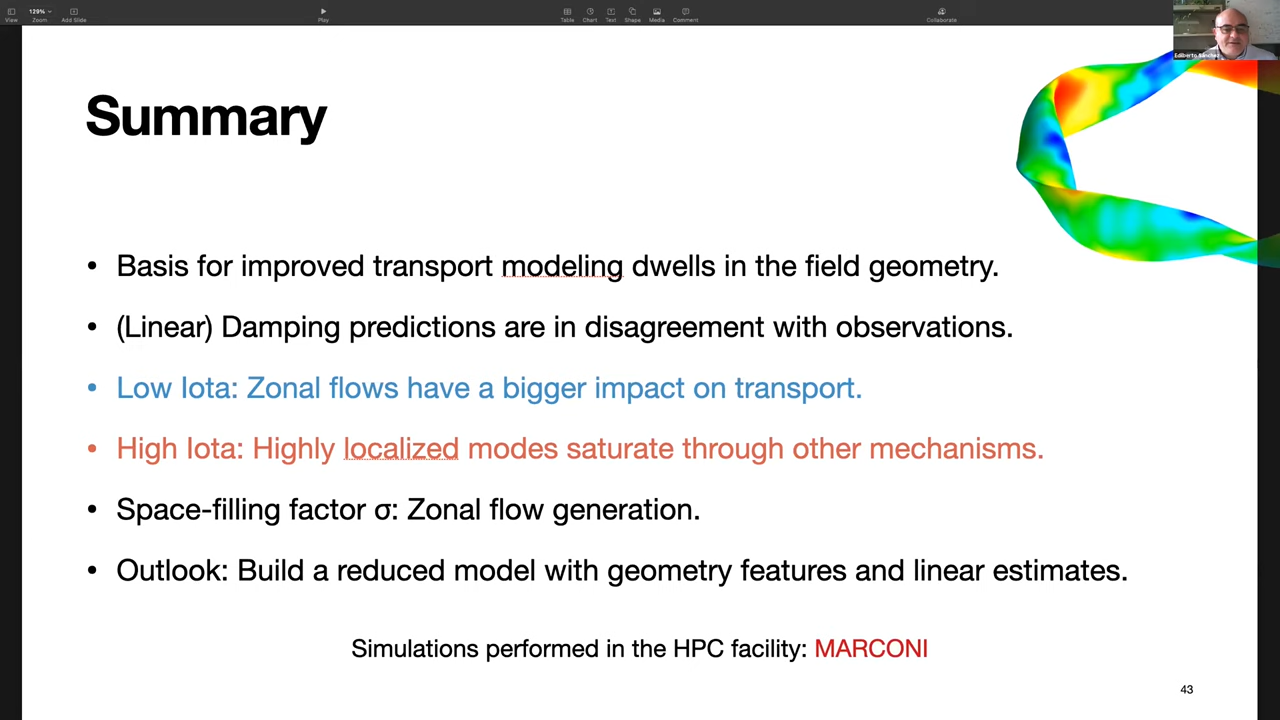 View
129%
Zoom
Add Slide
Play
Table
Chart
Text
Shape
Media
Comment
Collaborate
Edilberto Sánchez
Summary
• Basis for improved transport modeling dwells in the field geometry.
• (Linear) Damping predictions are in disagreement with observations.
• Low Iota: Zonal flows have a bigger impact on transport.
• High Iota: Highly localized modes saturate through other mechanisms.
• Space-filling factor σ: Zonal flow generation.
• Outlook: Build a reduced model with geometry features and linear estimates.
Simulations performed in the HPC facility: MARCONI
43